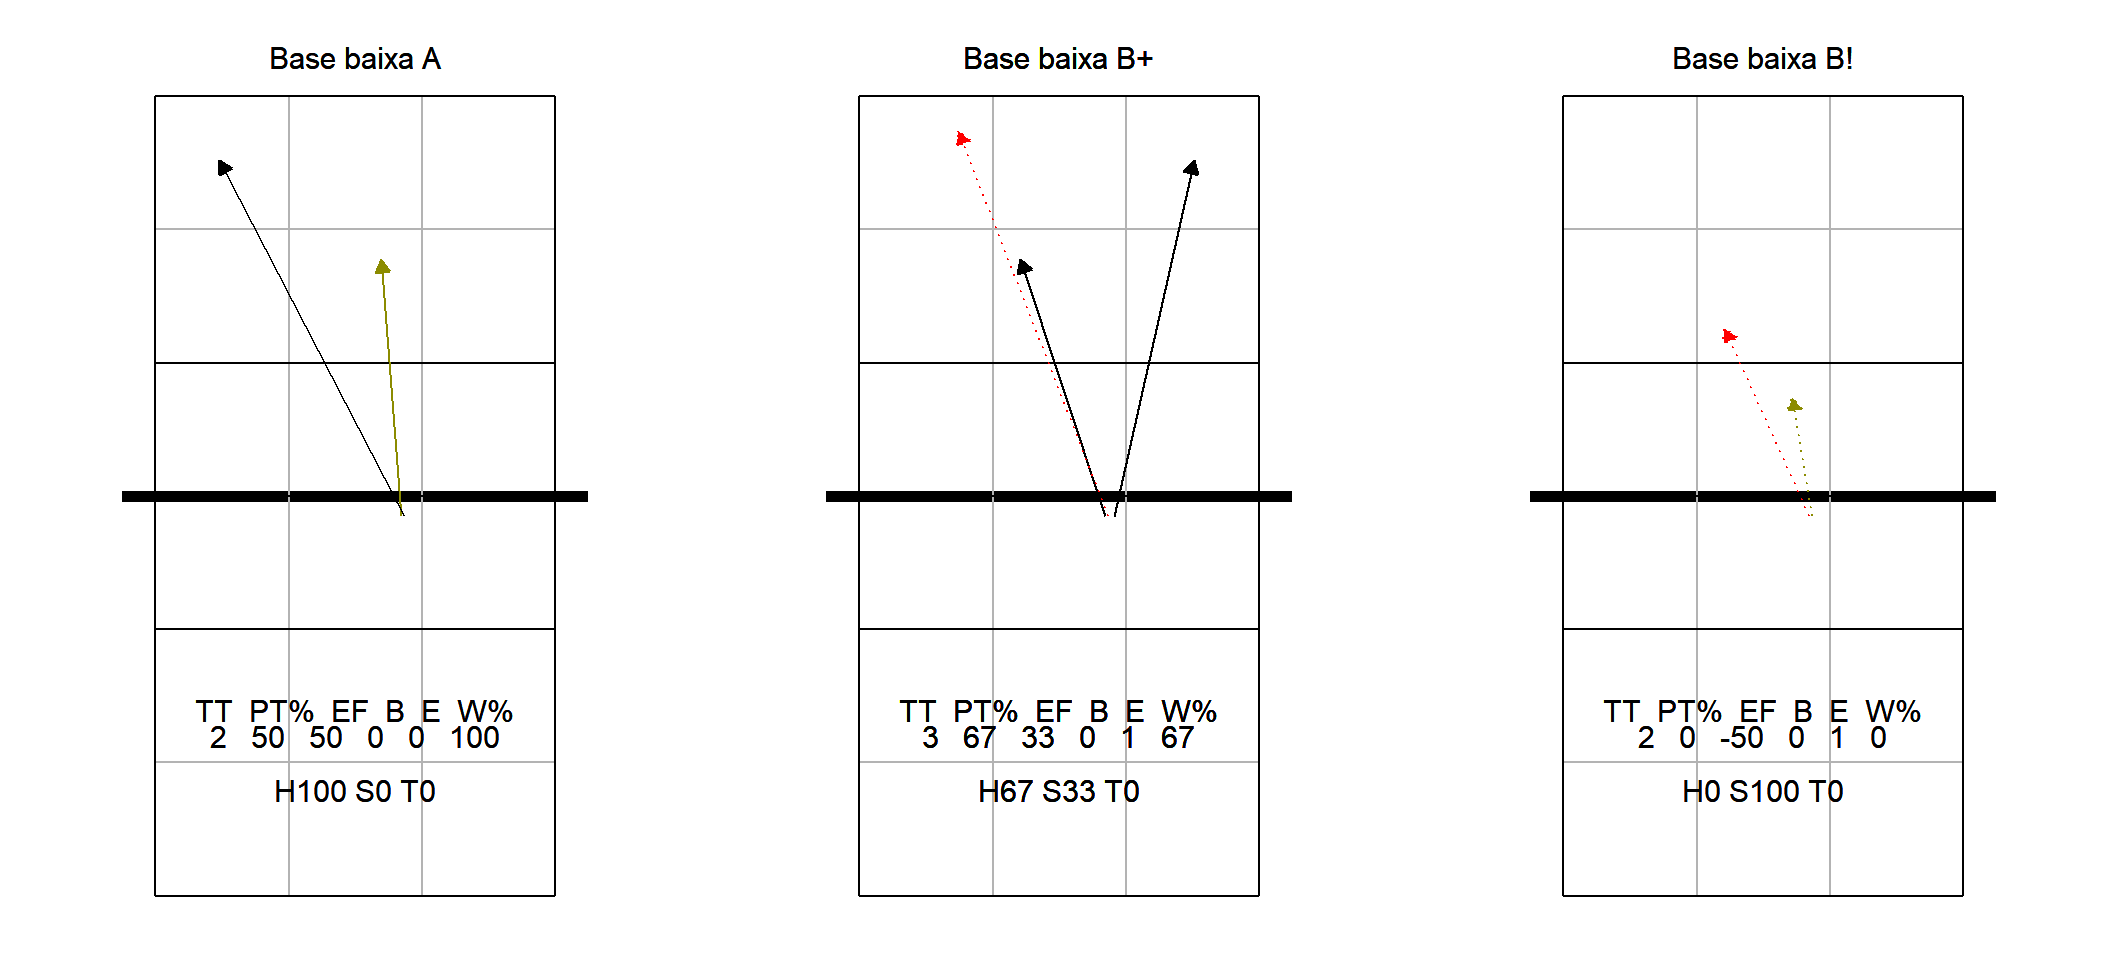 Base baixa A
TT PT% EF B E W%
2 50 50 0 0 100
H100 S0 T0
Base baixa B+
TT PT% EF B E W%
3 67 33 0 1 67
H67 S33 T0
Base baixa B!
TT PT% EF B E W%
2 0 -50 0 1 0
H0 S100 T0